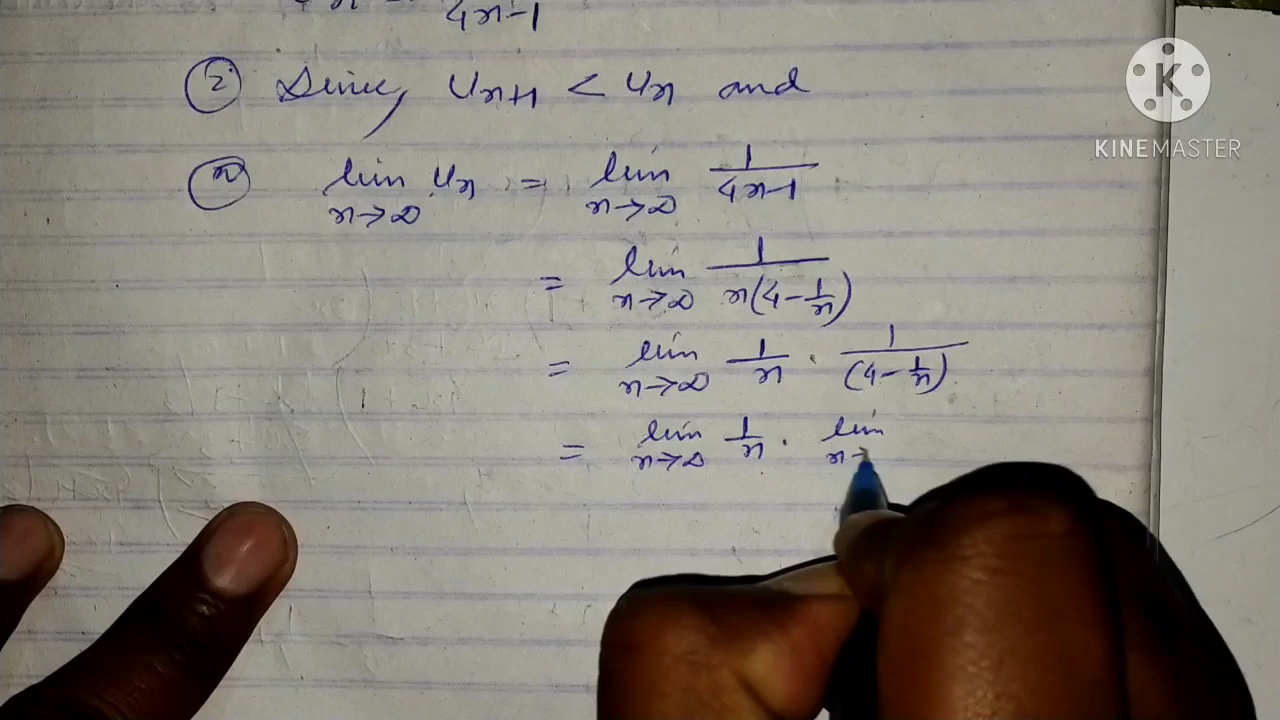 4n-1
② Since, Un+1 < Un and
lim n→∞ Un = lim n→∞ 1/(4n-1)
= lim n→∞ 1/(n(4-1/n))
= lim n→∞ 1/n · 1/(4-1/n)
= lim n→∞ 1/n · lim n→
K
KINEMASTER